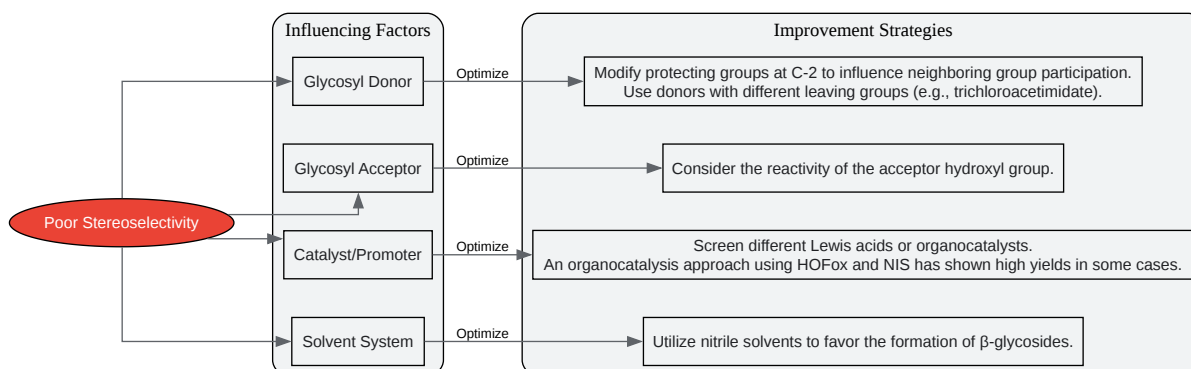 Influencing Factors
Improvement Strategies
Glycosyl Donor
Optimize
Modify protecting groups at C-2 to influence neighboring group participation.
Use donors with different leaving groups (e.g., trichloroacetimidate).
Glycosyl Acceptor
Optimize
Consider the reactivity of the acceptor hydroxyl group.
Poor Stereoselectivity
Catalyst/Promoter
Optimize
Screen different Lewis acids or organocatalysts.
An organocatalysis approach using HOFox and NIS has shown high yields in some cases.
Solvent System
Optimize
Utilize nitrile solvents to favor the formation of β-glycosides.